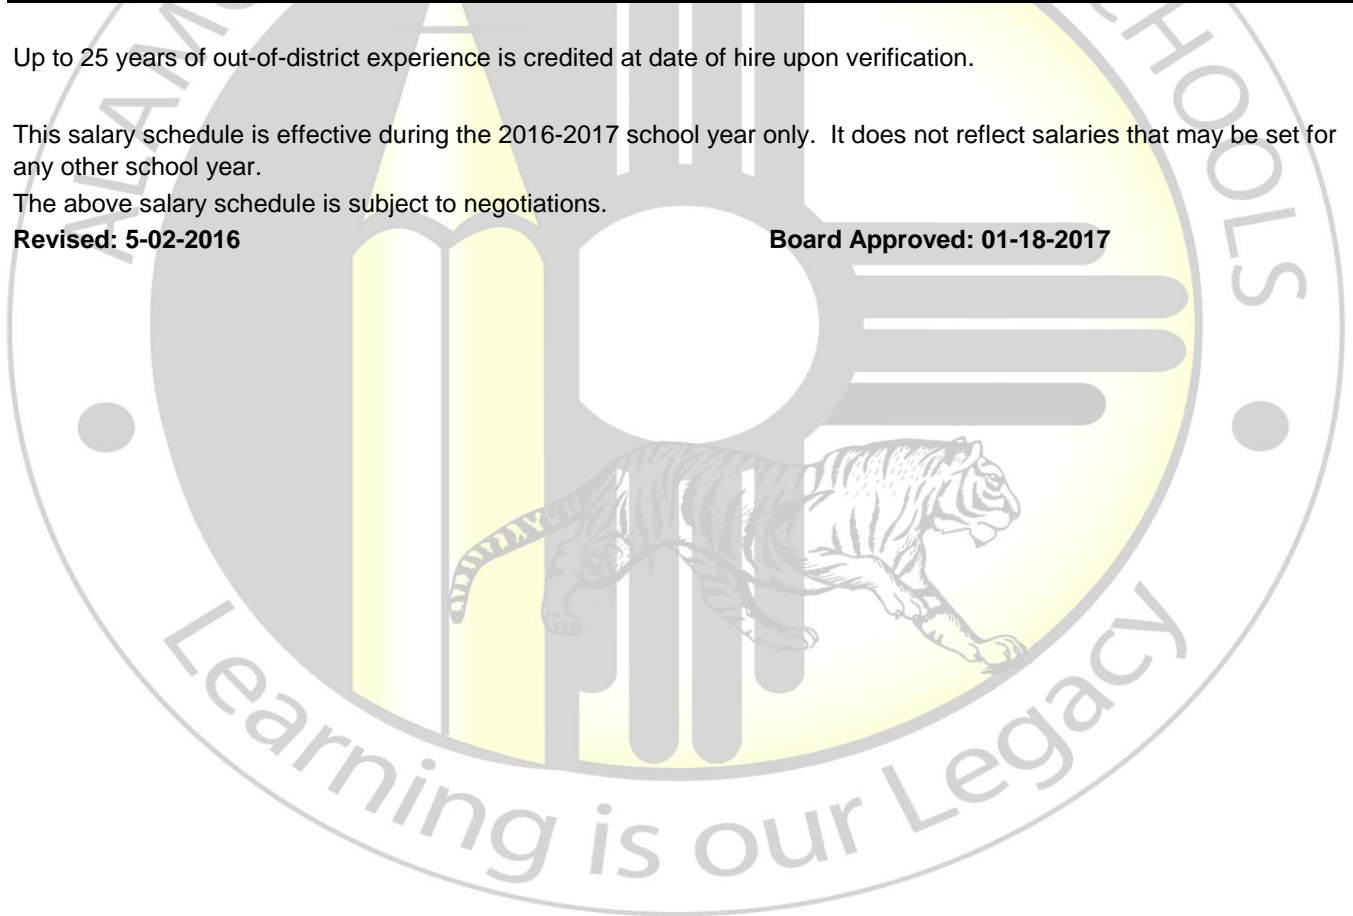 Up to 25 years of out-of-district experience is credited at date of hire upon verification.
This salary schedule is effective during the 2016-2017 school year only.  It does not reflect salaries that may be set for
any other school year.
The above salary schedule is subject to negotiations.
Revised: 5-02-2016 Board Approved: 01-18-2017
SCHOOLS
Learning is our Legacy